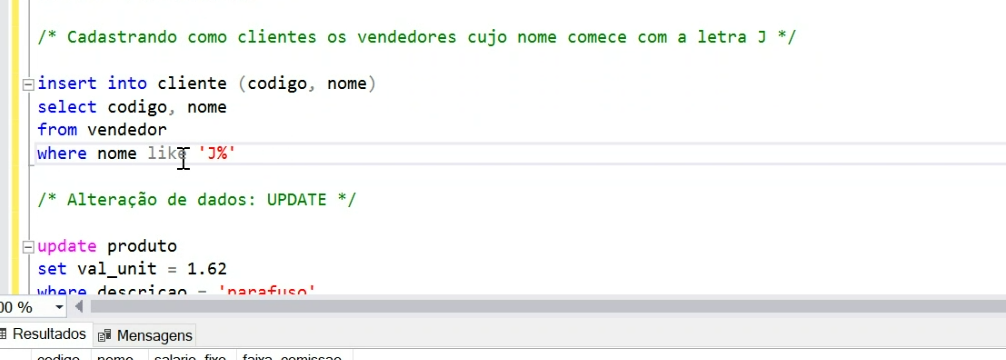 /* Cadastrando como clientes os vendedores cujo nome comece com a letra J */
insert into cliente (codigo, nome)
select codigo, nome
from vendedor
where nome like 'J%'
/* Alteração de dados: UPDATE */
update produto
set val_unit = 1.62
where descricao = 'parafuso'
00 %
Resultados Mensagens
codigo nome salario_fixo faixa_comissao